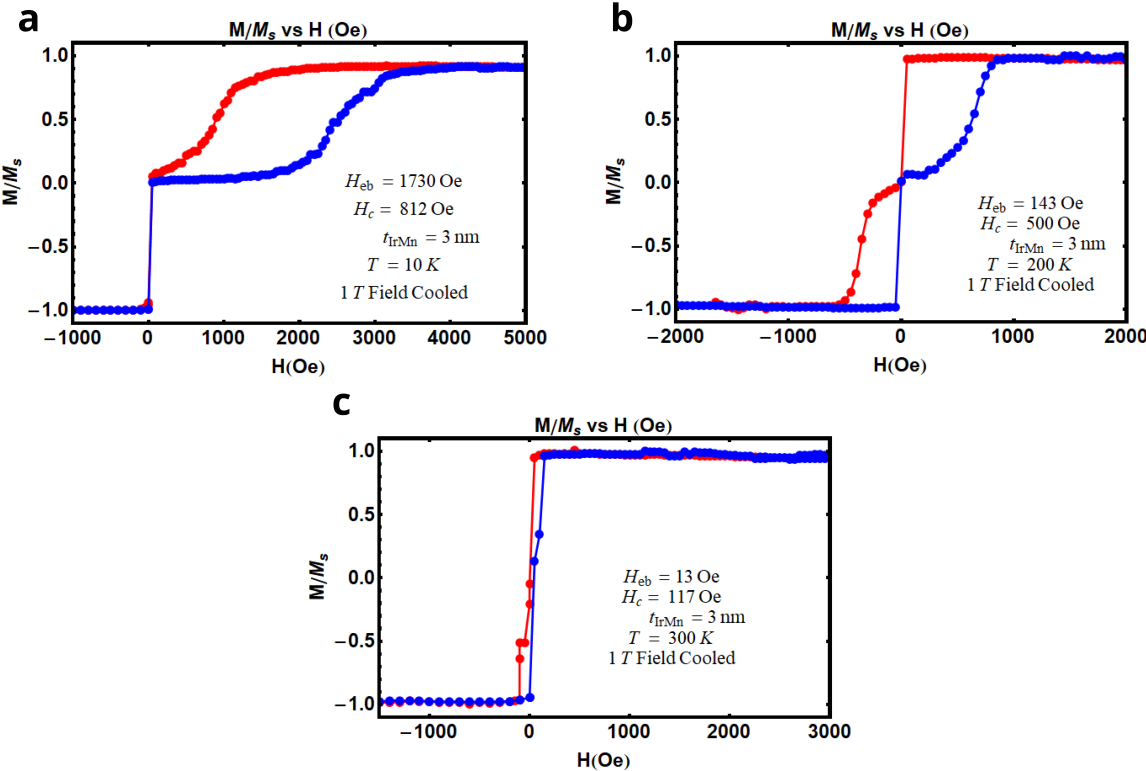 a
M/Ms vs H (Oe)
M/Ms
1.0
0.5
0.0
−0.5
−1.0
Heb = 1730 Oe
Hc = 812 Oe
tIrMn = 3 nm
T = 10 K
1 T Field Cooled
−1000 0 1000 2000 3000 4000 5000
H(Oe)
b
M/Ms vs H (Oe)
M/Ms
1.0
0.5
0.0
−0.5
−1.0
Heb = 143 Oe
Hc = 500 Oe
tIrMn = 3 nm
T = 200 K
1 T Field Cooled
−2000 −1000 0 1000 2000
H(Oe)
c
M/Ms vs H (Oe)
M/Ms
1.0
0.5
0.0
−0.5
−1.0
Heb = 13 Oe
Hc = 117 Oe
tIrMn = 3 nm
T = 300 K
1 T Field Cooled
−1000 0 1000 2000 3000
H(Oe)